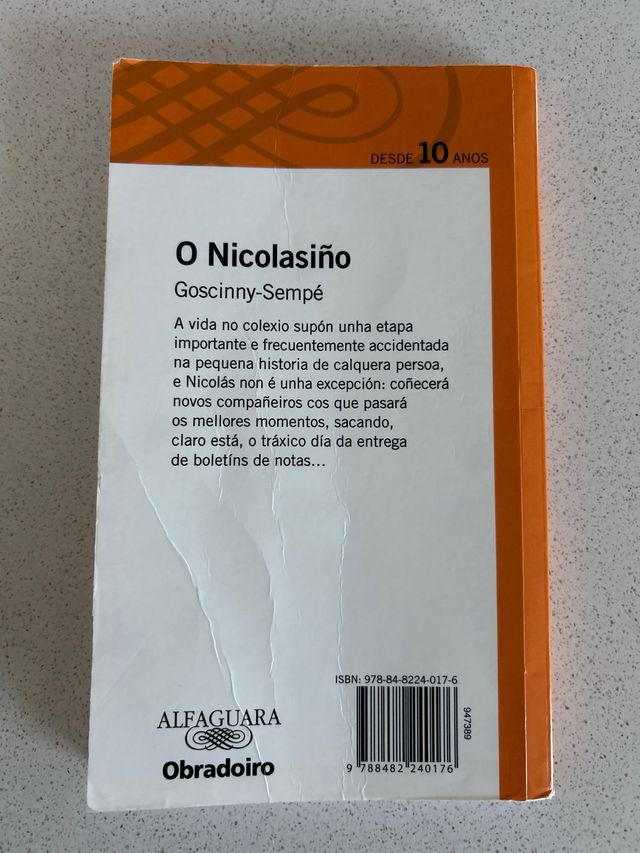 DESDE 10 ANOS
O Nicolasiño
Goscinny-Sempé
A vida no colexio supón unha etapa
importante e frecuentemente accidentada
na pequena historia de calquera persoa,
e Nicolás non é unha excepción: coñecerá
novos compañeiros cos que pasará
os mellores momentos, sacando,
claro está, o tráxico día da entrega
de boletíns de notas...
ISBN: 978-84-8224-017-6
947389
9 788482 240176
ALFAGUARA
Obradoiro